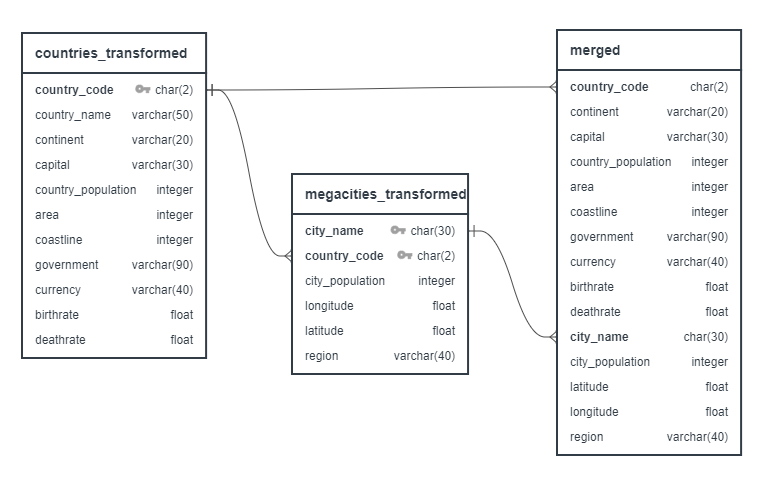 countries_transformed
country_code char(2)
country_name varchar(50)
continent varchar(20)
capital varchar(30)
country_population integer
area integer
coastline integer
government varchar(90)
currency varchar(40)
birthrate float
deathrate float
megacities_transformed
city_name char(30)
country_code char(2)
city_population integer
longitude float
latitude float
region varchar(40)
merged
country_code char(2)
continent varchar(20)
capital varchar(30)
country_population integer
area integer
coastline integer
government varchar(90)
currency varchar(40)
birthrate float
deathrate float
city_name char(30)
city_population integer
latitude float
longitude float
region varchar(40)